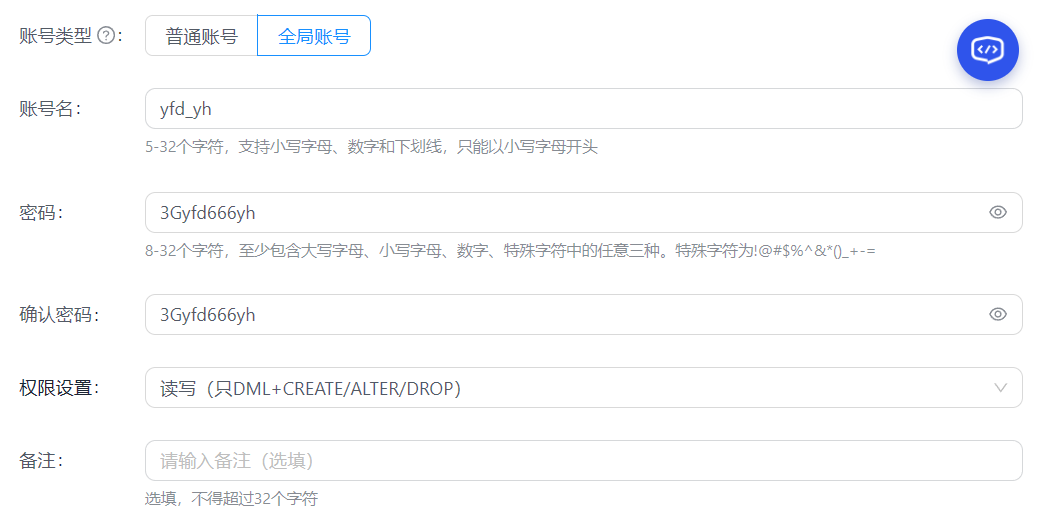 账号类型?: 普通账号 全局账号
账号名: yfd_yh
5-32个字符，支持小写字母、数字和下划线，只能以小写字母开头
密码: 3Gyfd666yh
8-32个字符，至少包含大写字母、小写字母、数字、特殊字符中的任意三种。特殊字符为!@#$%^&*()_+-=
确认密码: 3Gyfd666yh
权限设置: 读写（只DML+CREATE/ALTER/DROP）
备注: 请输入备注（选填）
选填，不得超过32个字符